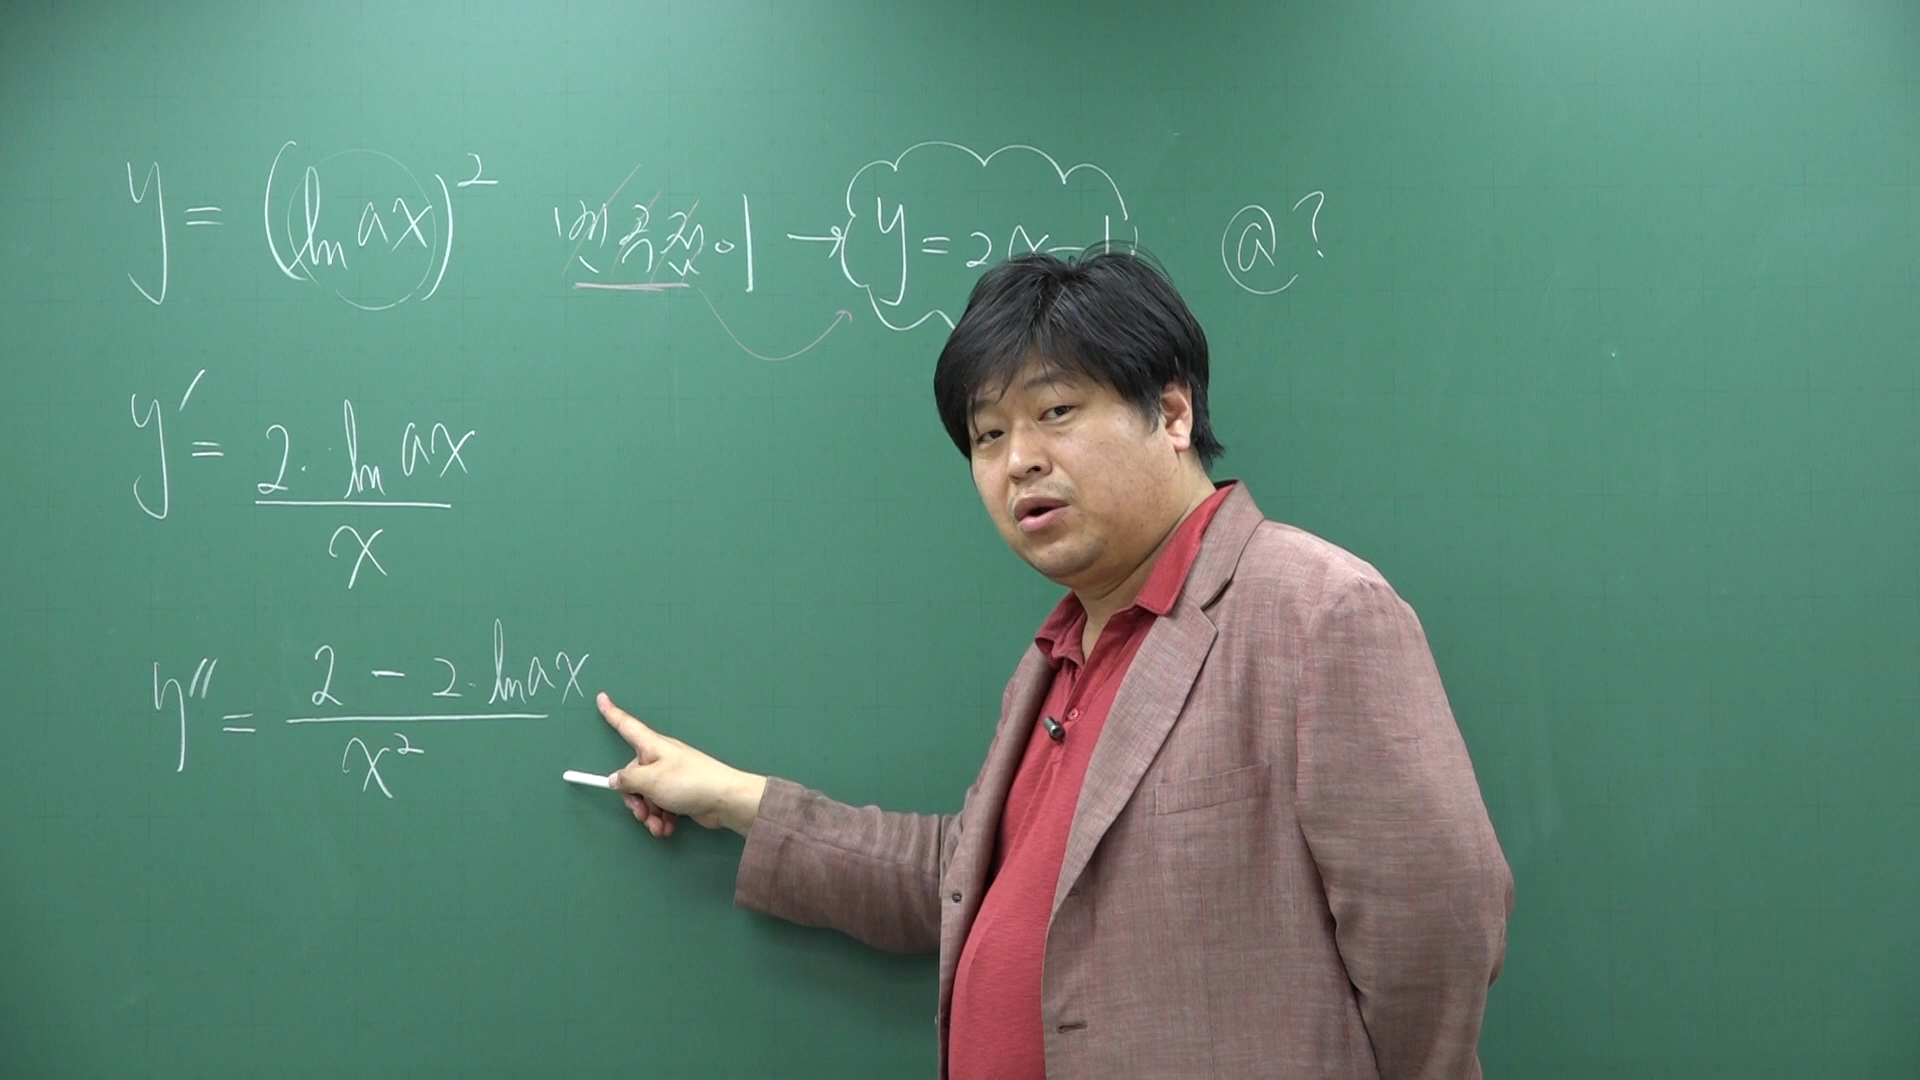 y = (ln ax)² 변곡점이 → y = 2x-1 ⓐ?
y' = 2·ln ax / x
y'' = 2 - 2·ln ax / x²